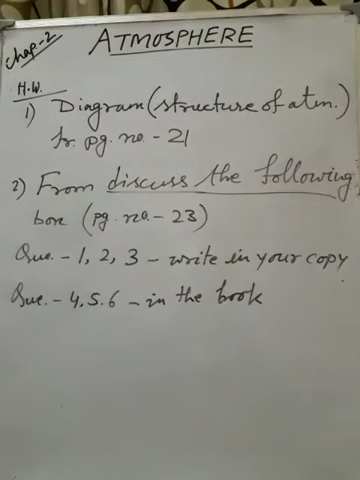 Chap-2
ATMOSPHERE
H.W.
1) Diagram (structure of atm.)
fr. pg. no. - 21
2) From discuss the following
box (pg. no. - 23)
Que. - 1, 2, 3 - write in your copy
Que. - 4, 5, 6 - in the book